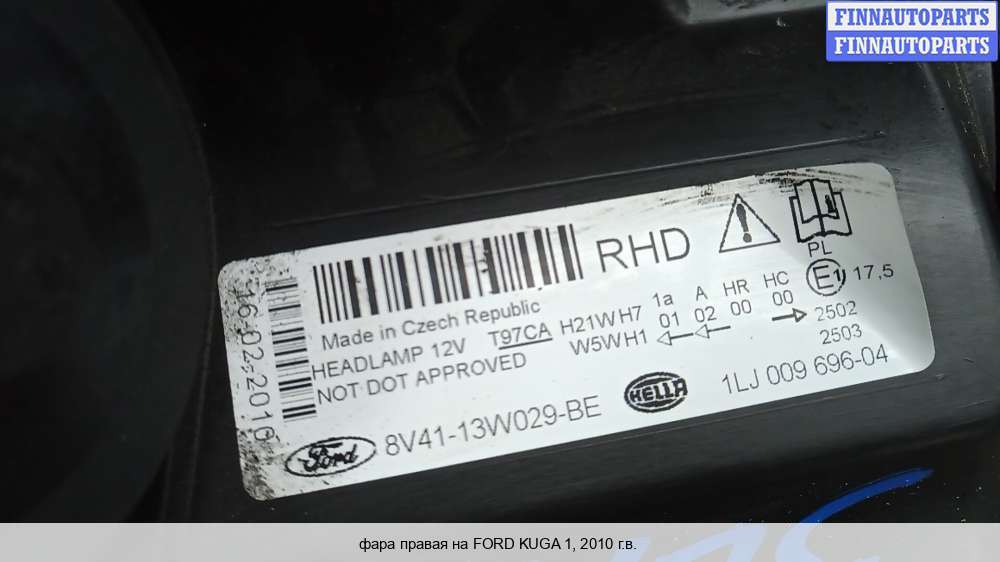 FINNAUTOPARTS
FINNAUTOPARTS
16-02-2010
RHD
PL
Made in Czech Republic
HEADLAMP 12V T97CA H21W H7 1a A HR HC
W5W H1 01 02 00 00
E1 17,5
NOT DOT APPROVED
2502
2503
Ford 8V41-13W029-BE HELLA 1LJ 009 696-04
фара правая на FORD KUGA 1, 2010 г.в.